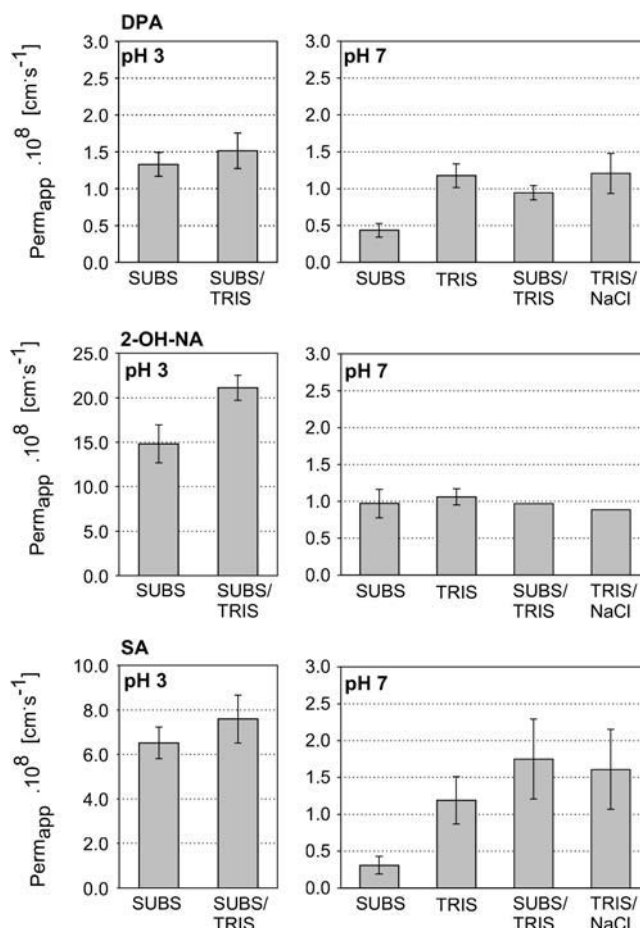 DPA
pH 3
pH 7
Permapp ·10⁸ [cm·s⁻¹]
3.0
2.5
2.0
1.5
1.0
0.5
0.0
SUBS
SUBS/
TRIS
3.0
2.5
2.0
1.5
1.0
0.5
0.0
SUBS
TRIS
SUBS/
TRIS
TRIS/
NaCl
2-OH-NA
pH 3
pH 7
Permapp ·10⁸ [cm·s⁻¹]
25.0
20.0
15.0
10.0
5.0
0.0
SUBS
SUBS/
TRIS
3.0
2.5
2.0
1.5
1.0
0.5
0.0
SUBS
TRIS
SUBS/
TRIS
TRIS/
NaCl
SA
pH 3
pH 7
Permapp ·10⁸ [cm·s⁻¹]
10.0
8.0
6.0
4.0
2.0
0.0
SUBS
SUBS/
TRIS
3.0
2.5
2.0
1.5
1.0
0.5
0.0
SUBS
TRIS
SUBS/
TRIS
TRIS/
NaCl